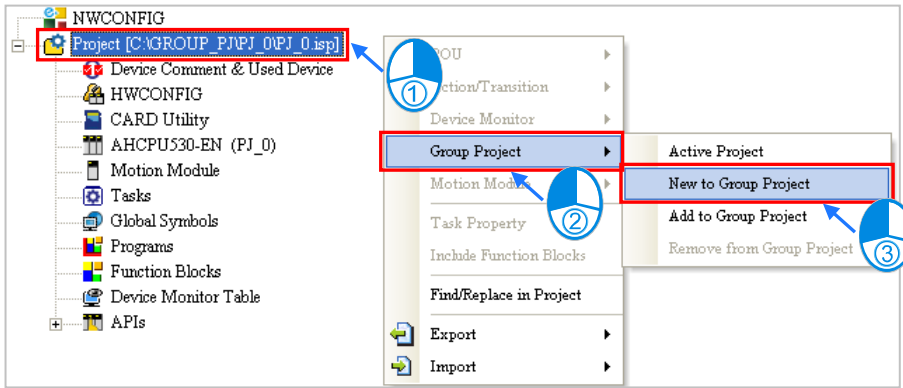 NWCONFIG
Project [C:\GROUP_PJ\PJ_0\PJ_0.isp]
Device Comment & Used Device
HWCONFIG
CARD Utility
AHCPU530-EN (PJ_0)
Motion Module
Tasks
Global Symbols
Programs
Function Blocks
Device Monitor Table
APIs
①
POU
ction/Transition
Device Monitor
Group Project
Motion Module
②
Task Property
Include Function Blocks
Find/Replace in Project
Export
Import
Active Project
New to Group Project
Add to Group Project
Remove from Group Project
③